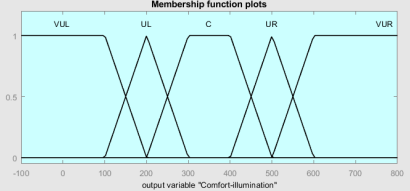 Membership function plots
VUL UL C UR VUR
1
0.5
0
-100 0 100 200 300 400 500 600 700 800
output variable "Comfort-illumination"